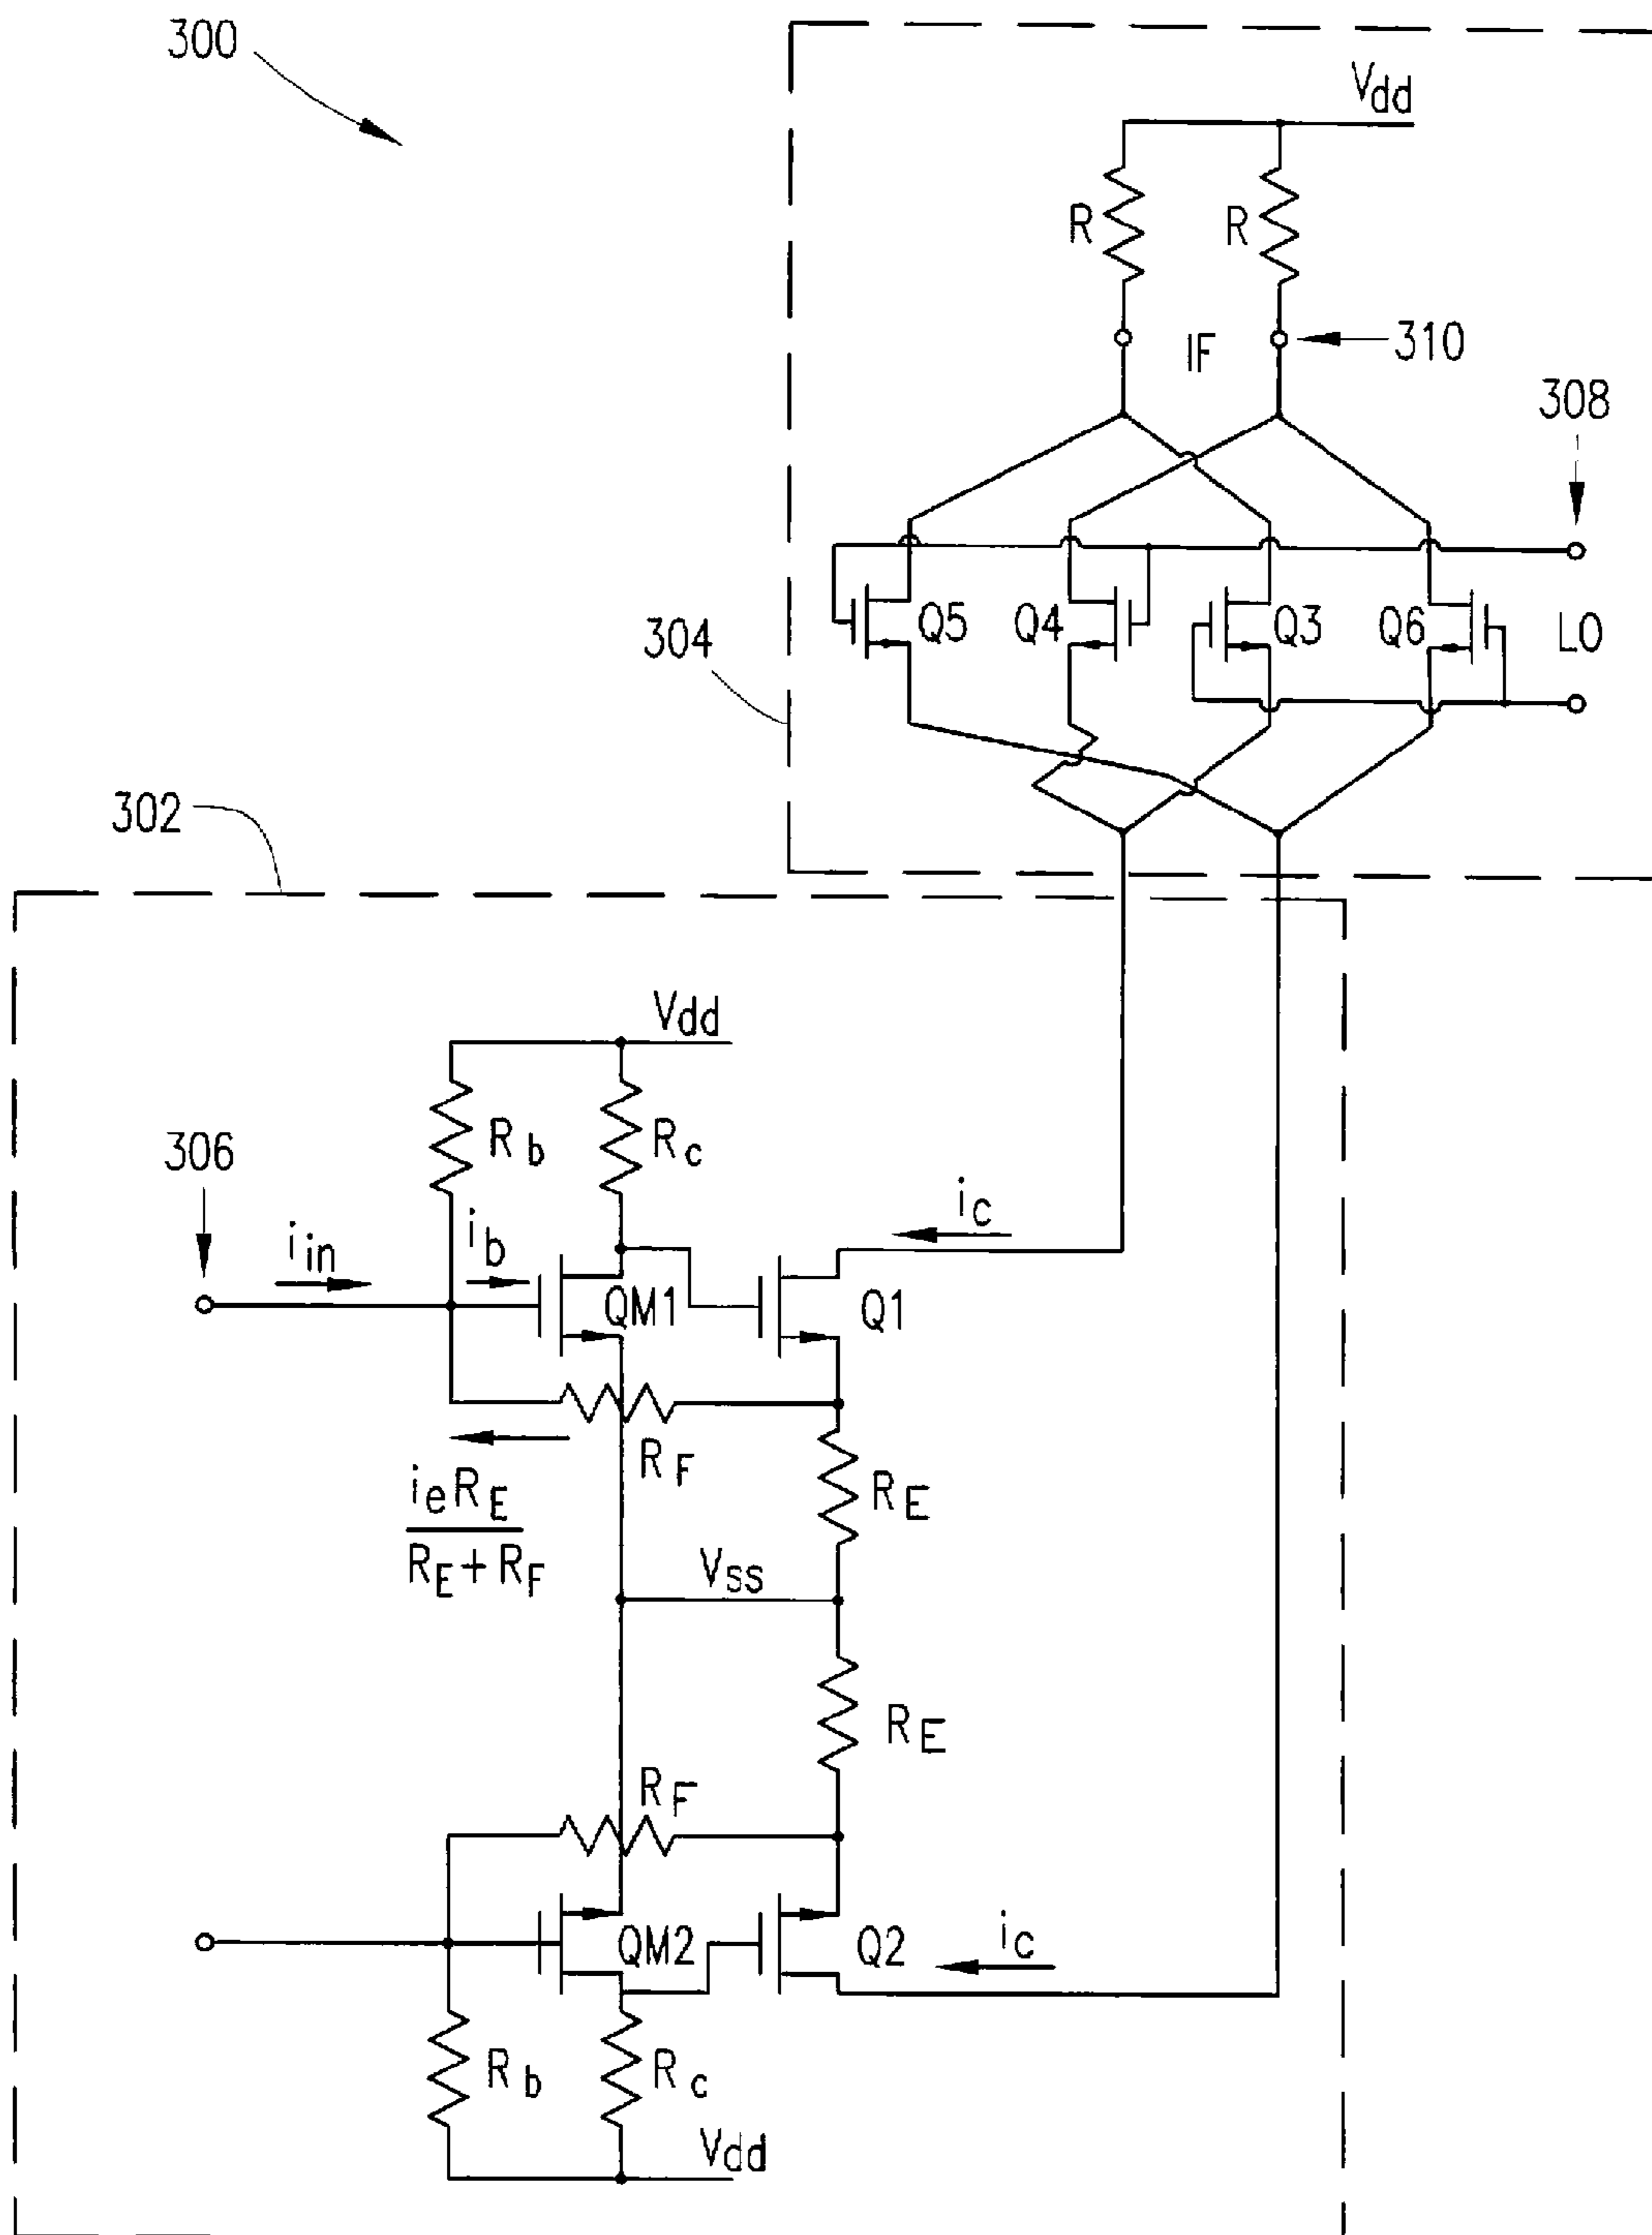 300
Vdd
R
R
IF
310
308
Q5
Q4
Q3
Q6
LO
304
302
Vdd
Rb
Rc
306
iin
ib
ic
QM1
Q1
RF
ieRE
RE+RF
RE
Vss
RE
RF
QM2
Q2
ic
Rb
Rc
Vdd